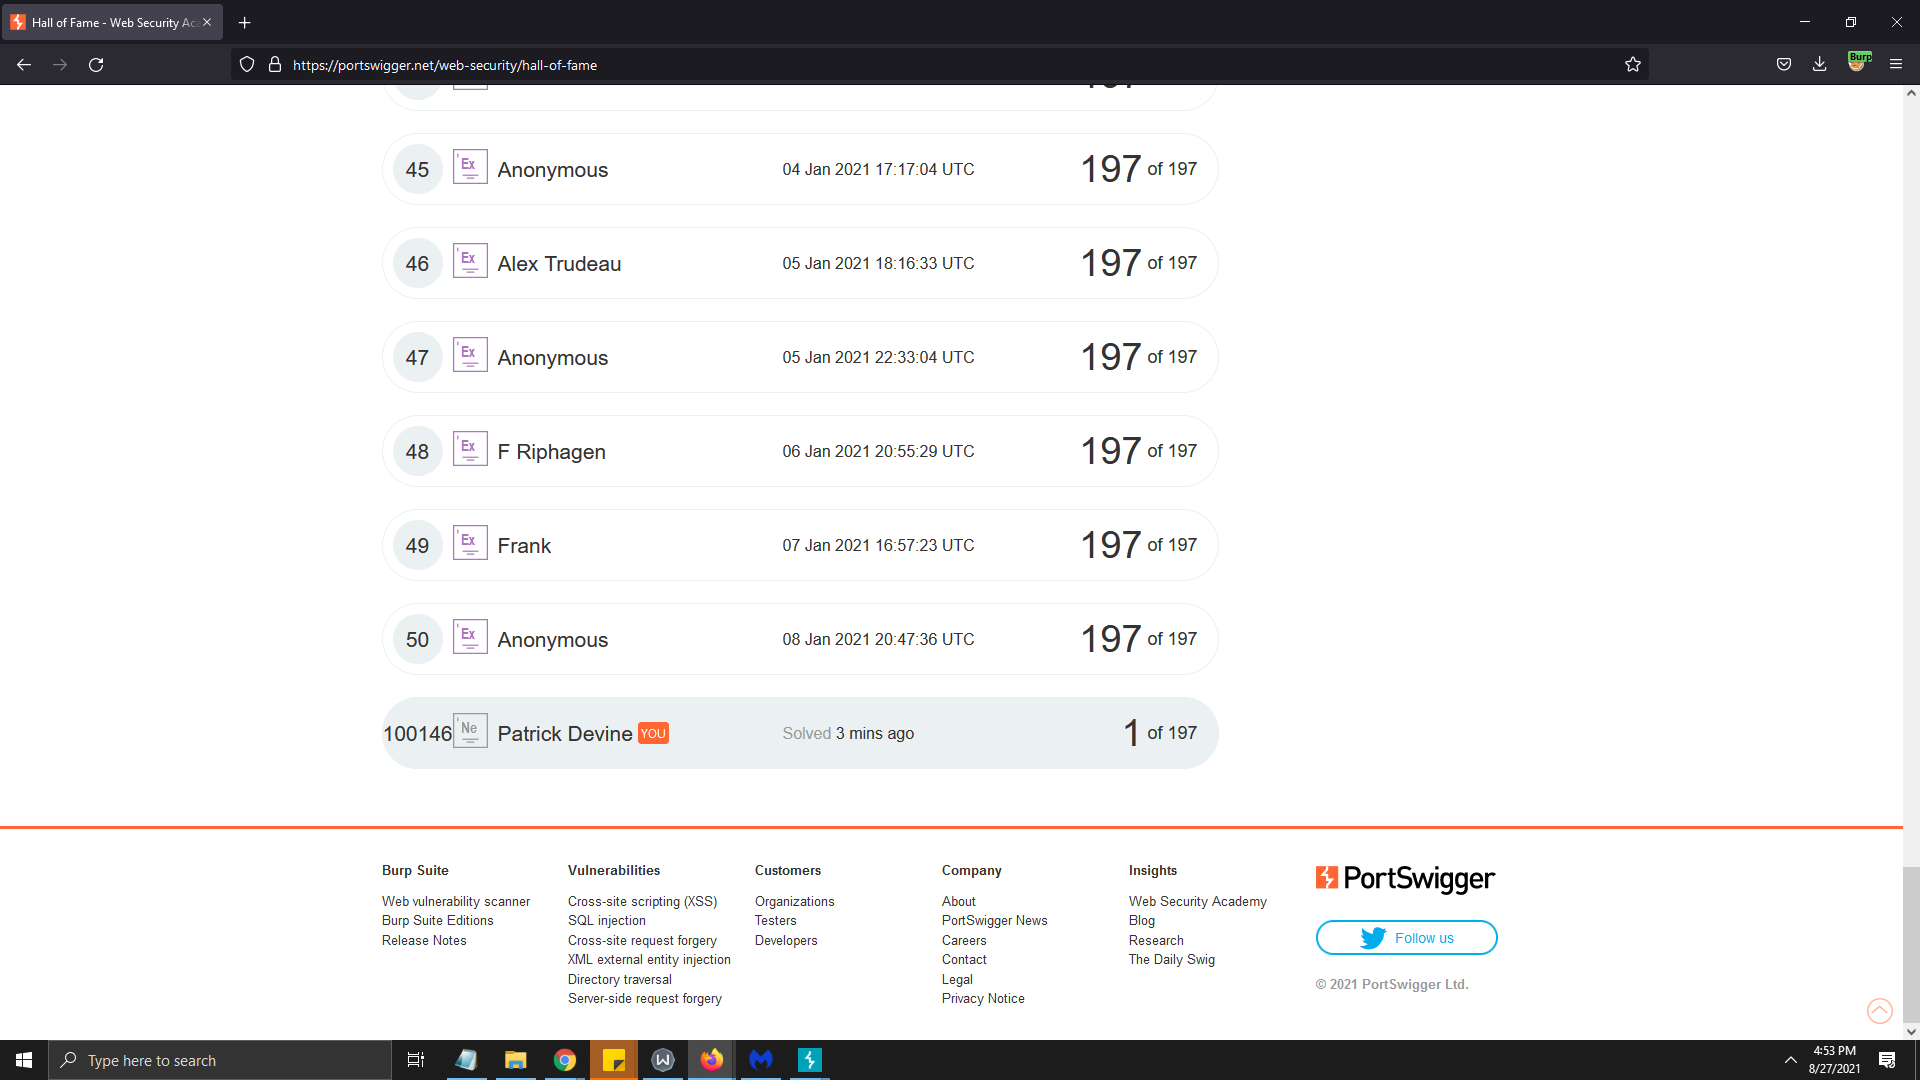 Hall of Fame - Web Security Ac
https://portswigger.net/web-security/hall-of-fame
Burp
45 Ex Anonymous 04 Jan 2021 17:17:04 UTC 197 of 197
46 Ex Alex Trudeau 05 Jan 2021 18:16:33 UTC 197 of 197
47 Ex Anonymous 05 Jan 2021 22:33:04 UTC 197 of 197
48 Ex F Riphagen 06 Jan 2021 20:55:29 UTC 197 of 197
49 Ex Frank 07 Jan 2021 16:57:23 UTC 197 of 197
50 Ex Anonymous 08 Jan 2021 20:47:36 UTC 197 of 197
100146 Ne Patrick Devine YOU Solved 3 mins ago 1 of 197
Burp Suite
Web vulnerability scanner
Burp Suite Editions
Release Notes
Vulnerabilities
Cross-site scripting (XSS)
SQL injection
Cross-site request forgery
XML external entity injection
Directory traversal
Server-side request forgery
Customers
Organizations
Testers
Developers
Company
About
PortSwigger News
Careers
Contact
Legal
Privacy Notice
Insights
Web Security Academy
Blog
Research
The Daily Swig
PortSwigger
Follow us
© 2021 PortSwigger Ltd.
Type here to search
4:53 PM
8/27/2021